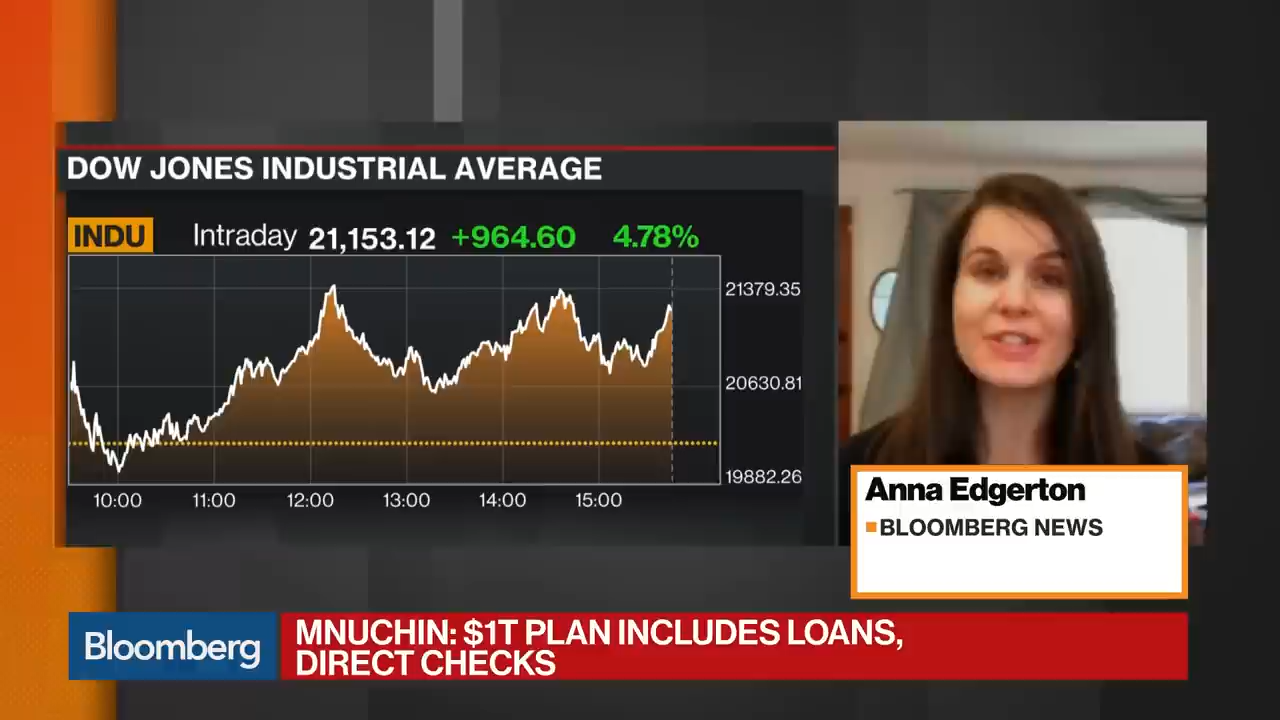 DOW JONES INDUSTRIAL AVERAGE
INDU Intraday 21,153.12 +964.60 4.78%
21379.35
20630.81
19882.26
10:00 11:00 12:00 13:00 14:00 15:00
Anna Edgerton
BLOOMBERG NEWS
Bloomberg
MNUCHIN: $1T PLAN INCLUDES LOANS,
DIRECT CHECKS